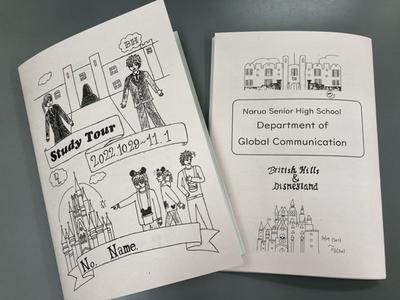 BH
Study Tour
2022.10.29~11.1
No. Name.
Naruo Senior High School
Department of
Global Communication
British Hills
&
Disneyland